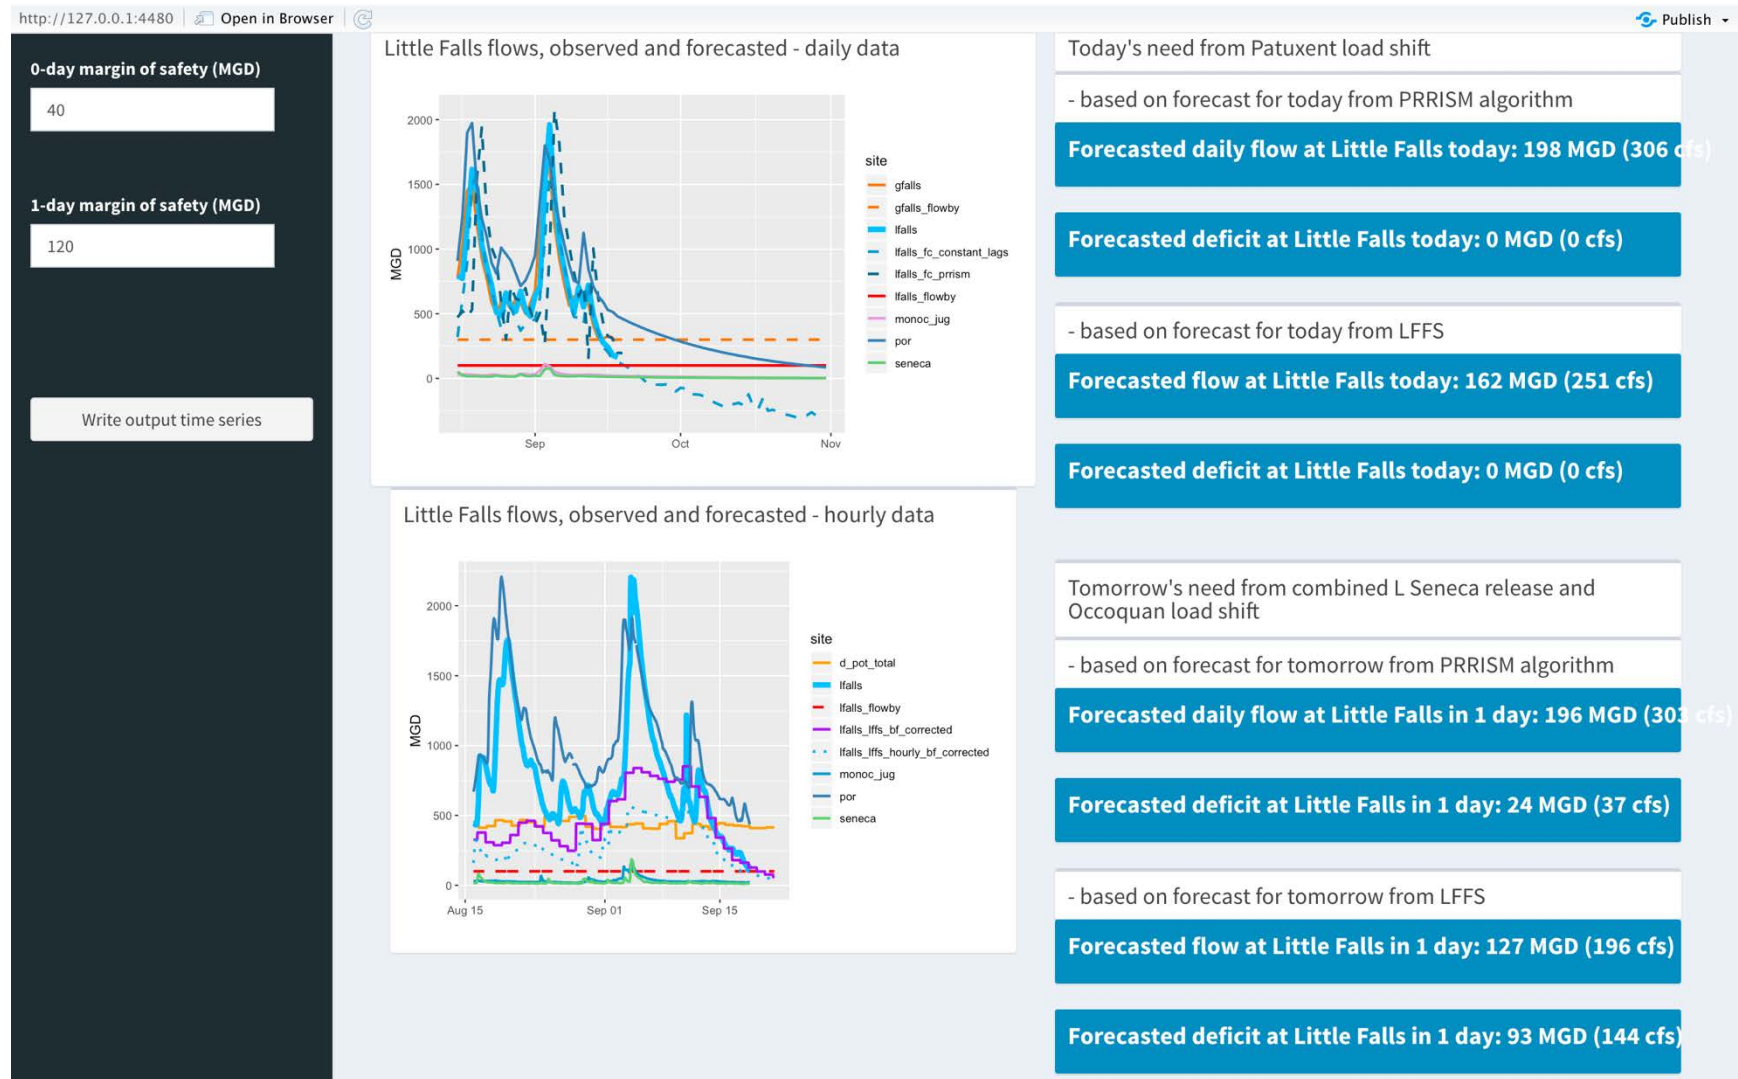 http://127.0.0.1:4480
Open in Browser
Publish
0-day margin of safety (MGD)
40
1-day margin of safety (MGD)
120
Write output time series
Little Falls flows, observed and forecasted - daily data
MGD
2000
1500
1000
500
0
Sep
Oct
Nov
site
gfalls
gfalls_flowby
lfalls
lfalls_fc_constant_lags
lfalls_fc_prrism
lfalls_flowby
monoc_jug
por
seneca
Little Falls flows, observed and forecasted - hourly data
MGD
2000
1500
1000
500
0
Aug 15
Sep 01
Sep 15
site
d_pot_total
lfalls
lfalls_flowby
lfalls_lffs_bf_corrected
lfalls_lffs_hourly_bf_corrected
monoc_jug
por
seneca
Today's need from Patuxent load shift
- based on forecast for today from PRRISM algorithm
Forecasted daily flow at Little Falls today: 198 MGD (306 cfs)
Forecasted deficit at Little Falls today: 0 MGD (0 cfs)
- based on forecast for today from LFFS
Forecasted flow at Little Falls today: 162 MGD (251 cfs)
Forecasted deficit at Little Falls today: 0 MGD (0 cfs)
Tomorrow's need from combined L Seneca release and
Occoquan load shift
- based on forecast for tomorrow from PRRISM algorithm
Forecasted daily flow at Little Falls in 1 day: 196 MGD (303 cfs)
Forecasted deficit at Little Falls in 1 day: 24 MGD (37 cfs)
- based on forecast for tomorrow from LFFS
Forecasted flow at Little Falls in 1 day: 127 MGD (196 cfs)
Forecasted deficit at Little Falls in 1 day: 93 MGD (144 cfs)